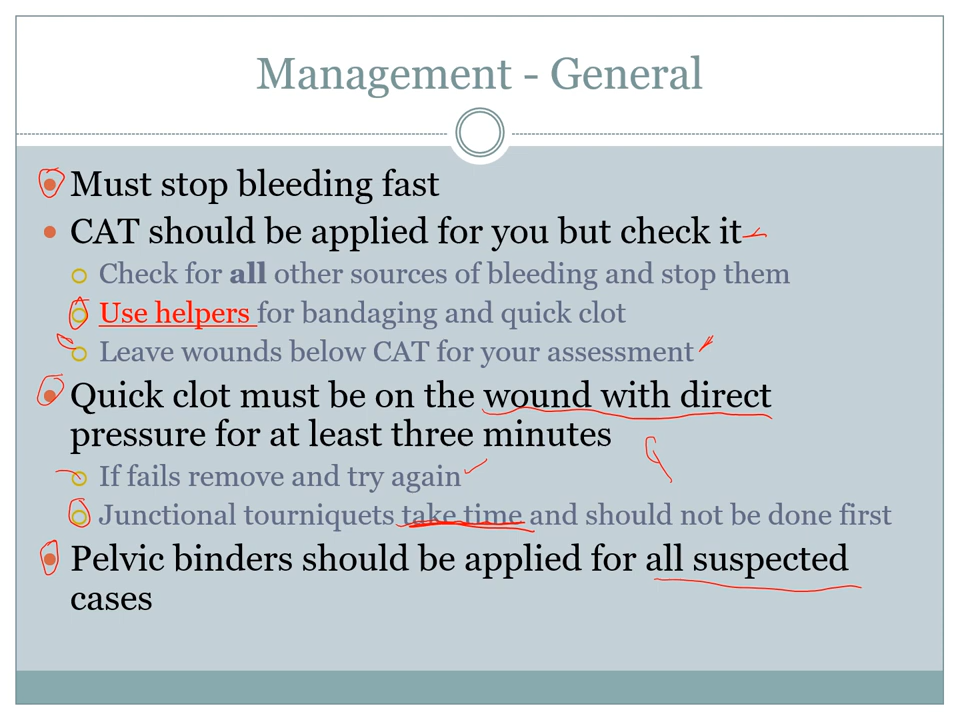 Management - General
Must stop bleeding fast
CAT should be applied for you but check it
Check for all other sources of bleeding and stop them
Use helpers for bandaging and quick clot
Leave wounds below CAT for your assessment
Quick clot must be on the wound with direct
pressure for at least three minutes
If fails remove and try again
Junctional tourniquets take time and should not be done first
Pelvic binders should be applied for all suspected
cases